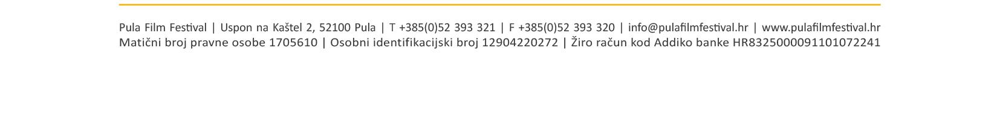 Pula Film Festival | Uspon na Kaštel 2, 52100 Pula | T +385(0)52 393 321 | F +385(0)52 393 320 | info@pulafilmfestival.hr | www.pulafilmfestival.hr
Matični broj pravne osobe 1705610 | Osobni identifikacijski broj 12904220272 | Žiro račun kod Addiko banke HR8325000091101072241